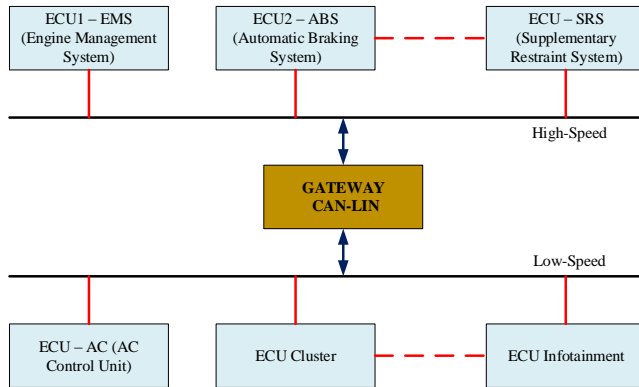 ECU1 – EMS
(Engine Management
System)
ECU2 – ABS
(Automatic Braking
System)
ECU – SRS
(Supplementary
Restraint System)
High-Speed
GATEWAY
CAN-LIN
Low-Speed
ECU – AC (AC
Control Unit)
ECU Cluster
ECU Infotainment